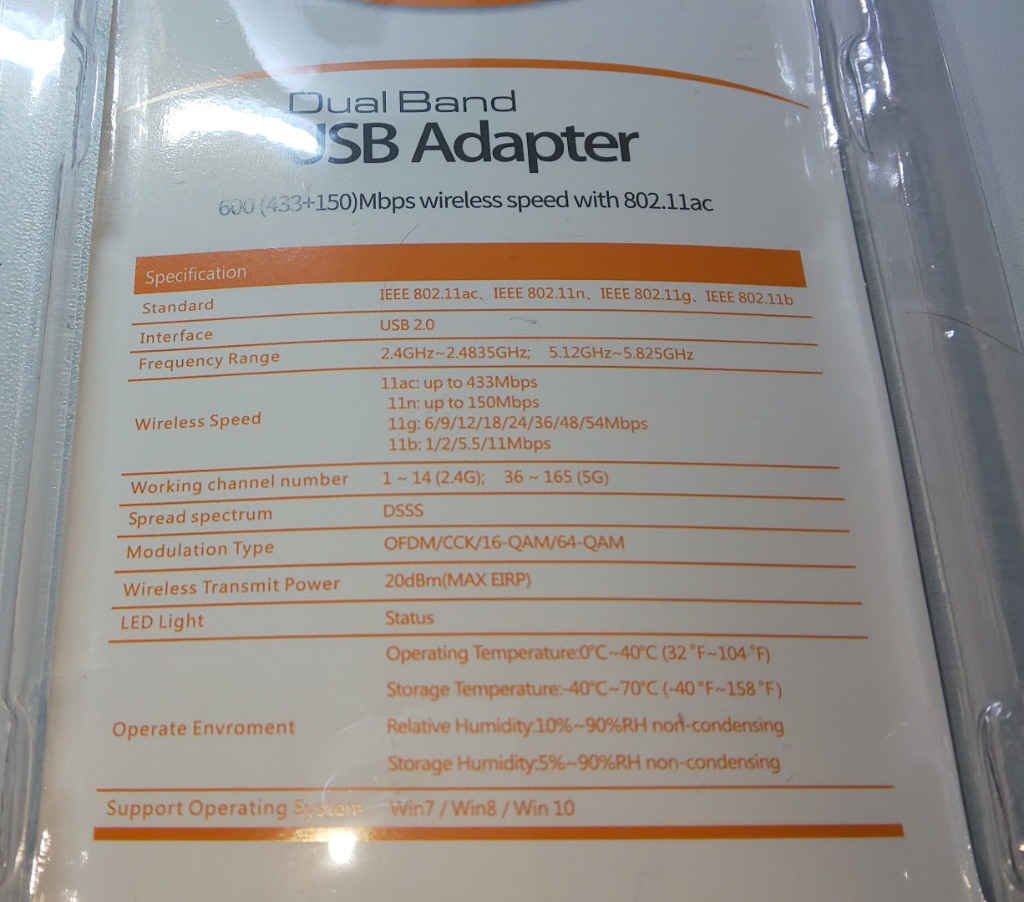 Dual Band
USB Adapter
600 (433+150)Mbps wireless speed with 802.11ac
Specification
Standard IEEE 802.11ac、IEEE 802.11n、IEEE 802.11g、IEEE 802.11b
Interface USB 2.0
Frequency Range 2.4GHz~2.4835GHz; 5.12GHz~5.825GHz
Wireless Speed
11ac: up to 433Mbps
11n: up to 150Mbps
11g: 6/9/12/18/24/36/48/54Mbps
11b: 1/2/5.5/11Mbps
Working channel number 1 ~ 14 (2.4G); 36 ~ 165 (5G)
Spread spectrum DSSS
Modulation Type OFDM/CCK/16-QAM/64-QAM
Wireless Transmit Power 20dBm(MAX EIRP)
LED Light Status
Operate Envroment
Operating Temperature:0°C~40°C (32°F~104°F)
Storage Temperature:-40°C~70°C (-40°F~158°F)
Relative Humidity:10%~90%RH non-condensing
Storage Humidity:5%~90%RH non-condensing
Support Operating System Win7 / Win8 / Win 10